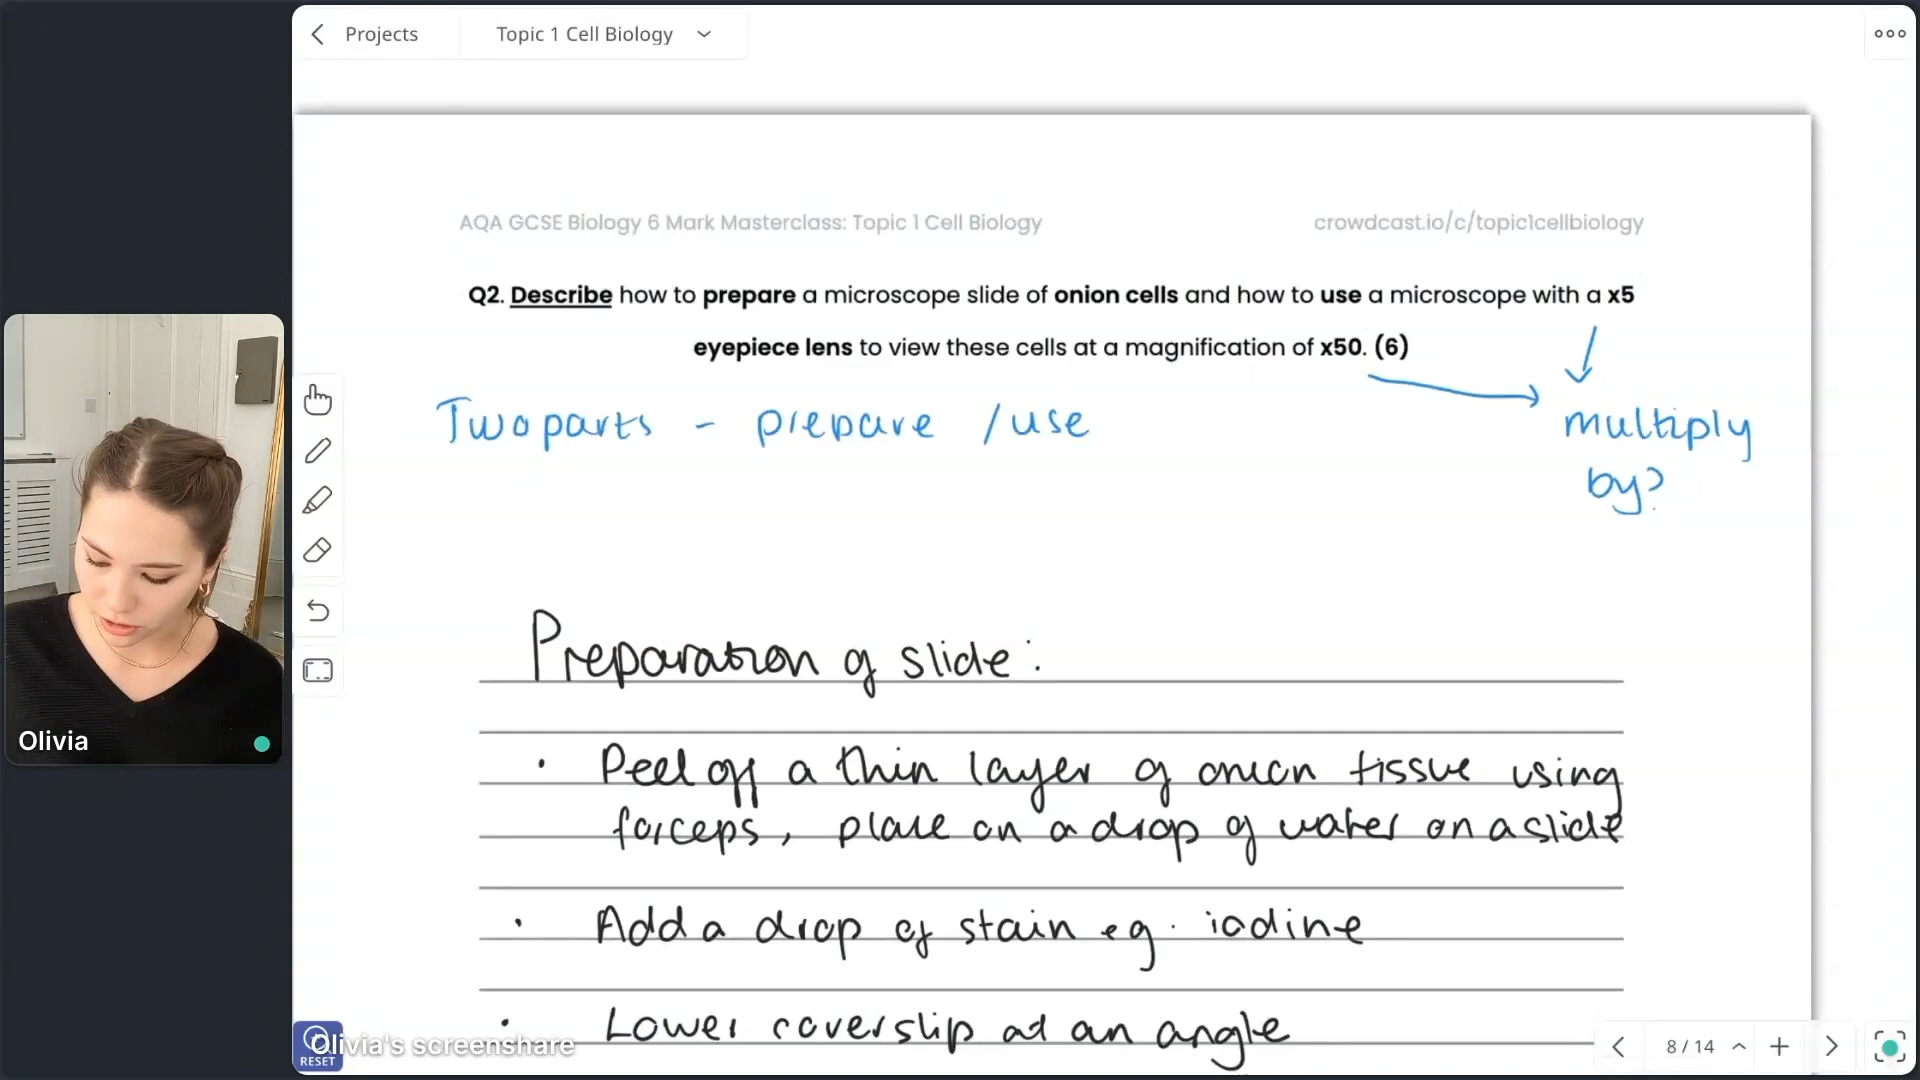 Projects
Topic 1 Cell Biology
AQA GCSE Biology 6 Mark Masterclass: Topic 1 Cell Biology
crowdcast.io/c/topic1cellbiology
Q2. Describe how to prepare a microscope slide of onion cells and how to use a microscope with a x5
eyepiece lens to view these cells at a magnification of x50. (6)
Two parts - prepare / use
multiply
by?
Preparation of slide:
· Peel off a thin layer of onion tissue using
forceps, place on a drop of water on a slide
· Add a drop of stain eg. iodine
· Lower coverslip at an angle
Olivia
Olivia's screenshare
RESET
8 / 14